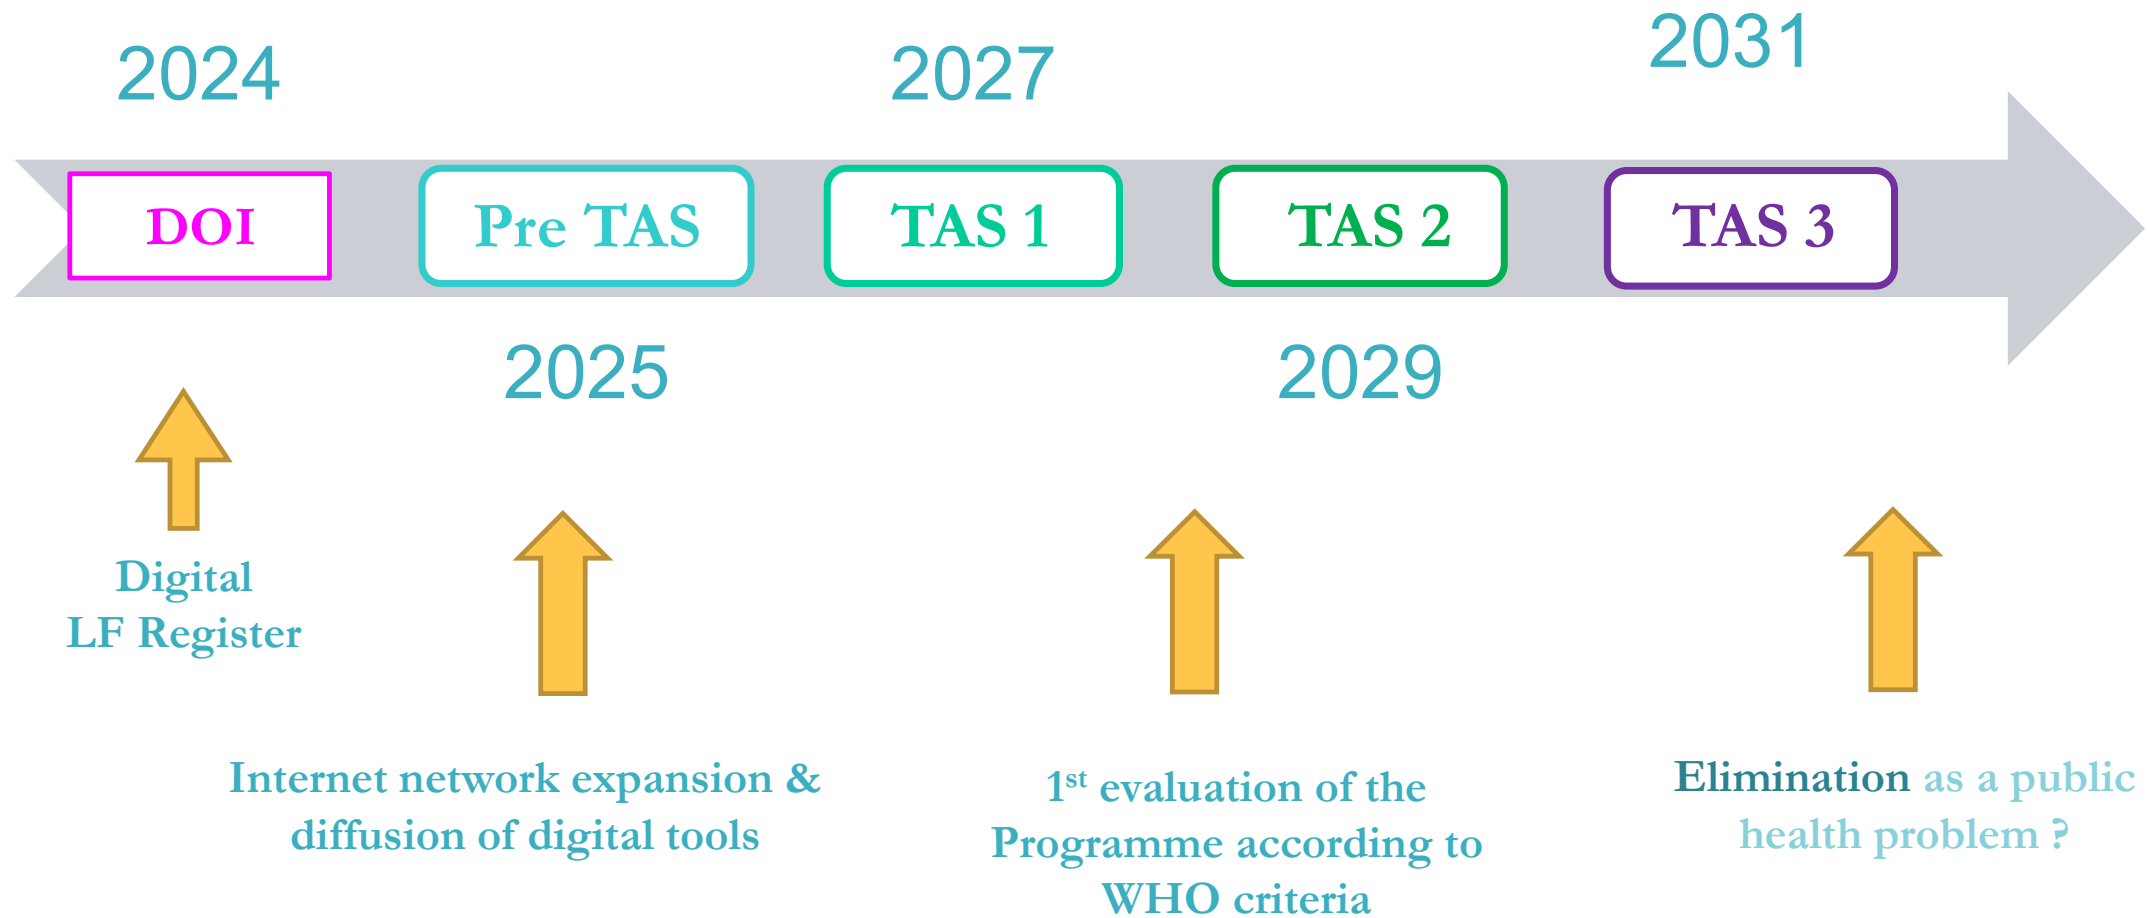 2024
2027
2031
DOI
Pre TAS
TAS 1
TAS 2
TAS 3
2025
2029
Digital
LF Register
Internet network expansion &
diffusion of digital tools
1st evaluation of the
Programme according to
WHO criteria
Elimination as a public
health problem ?